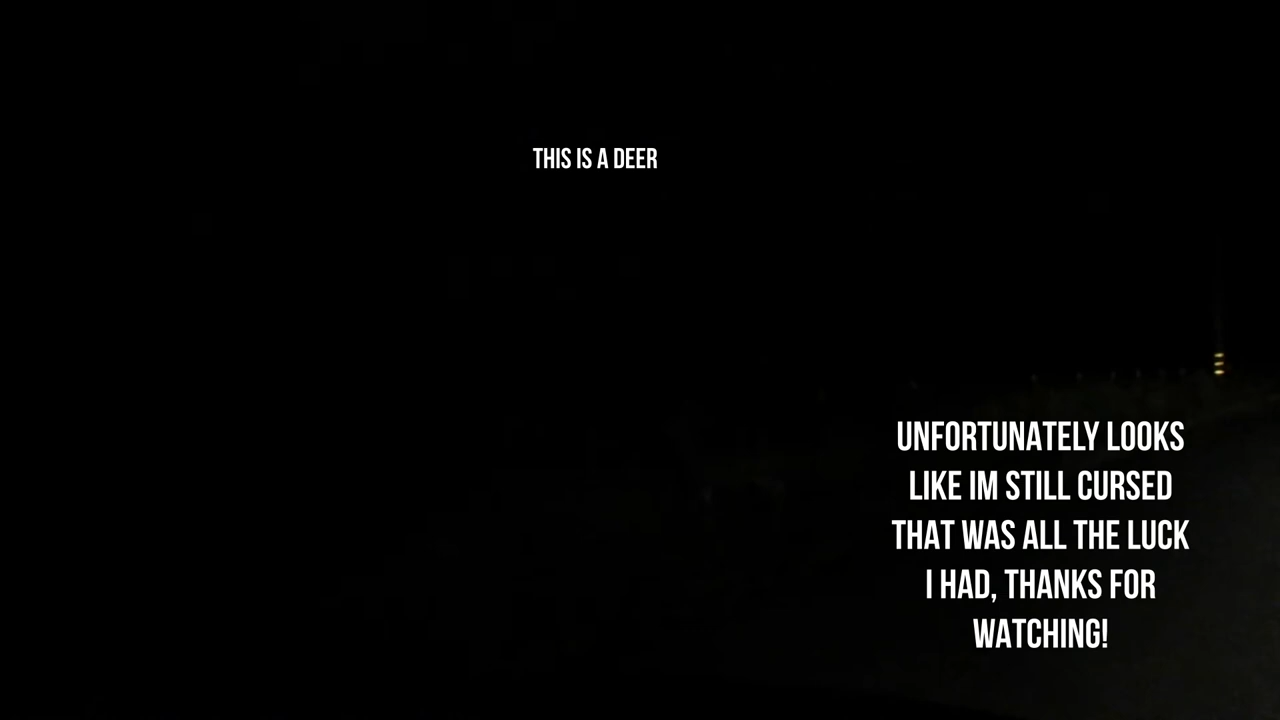 THIS IS A DEER
UNFORTUNATELY LOOKS
LIKE IM STILL CURSED
THAT WAS ALL THE LUCK
I HAD, THANKS FOR
WATCHING!